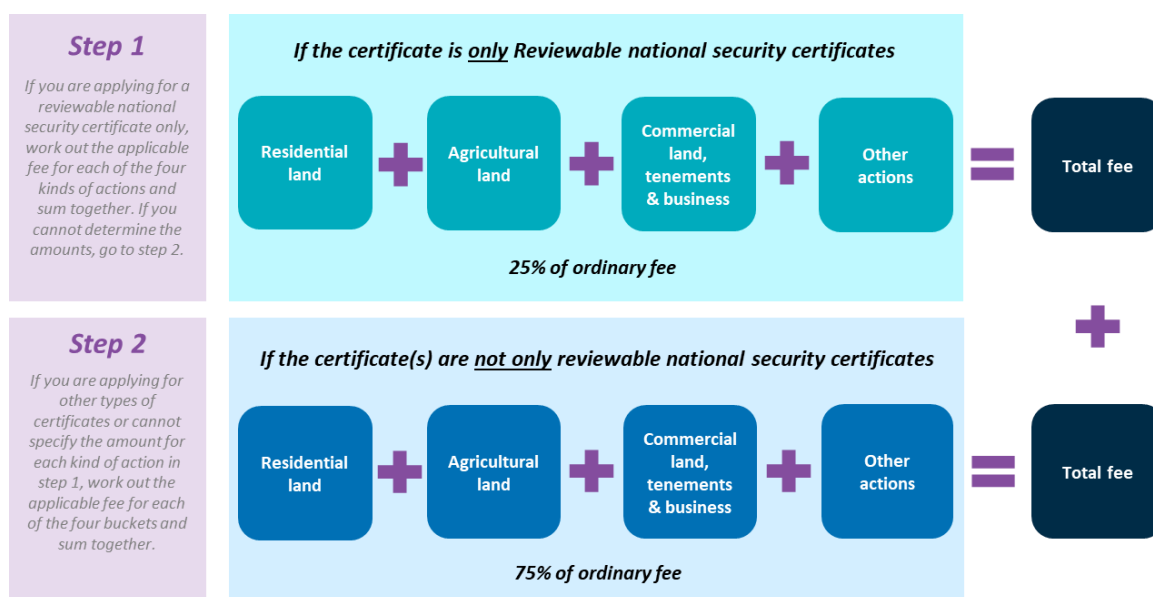 Step 1
If you are applying for a
reviewable national
security certificate only,
work out the applicable
fee for each of the four
kinds of actions and
sum together. If you
cannot determine the
amounts, go to step 2.
If the certificate is only Reviewable national security certificates
Residential
land
Agricultural
land
Commercial
land,
tenements
& business
Other
actions
Total fee
25% of ordinary fee
Step 2
If you are applying for
other types of
certificates or cannot
specify the amount for
each kind of action in
step 1, work out the
applicable fee for each
of the four buckets and
sum together.
If the certificate(s) are not only reviewable national security certificates
Residential
land
Agricultural
land
Commercial
land,
tenements
& business
Other
actions
Total fee
75% of ordinary fee